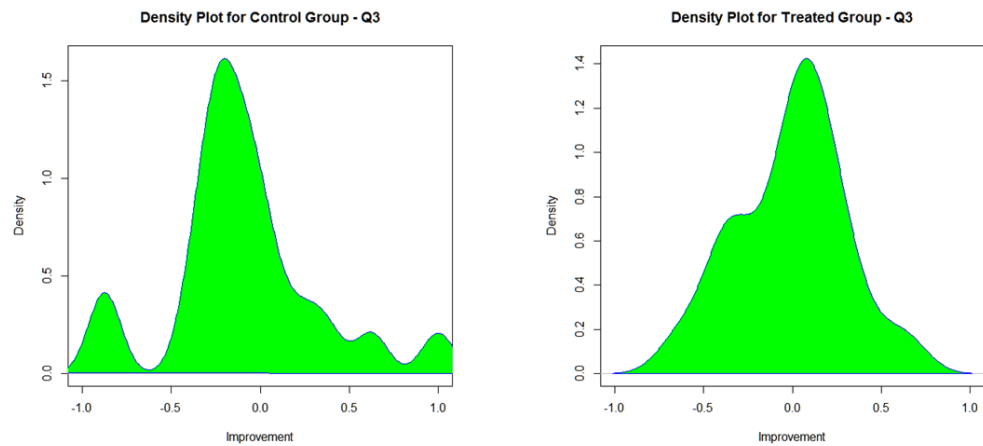 Density Plot for Control Group - Q3
Density
1.5
1.0
0.5
0.0
-1.0 -0.5 0.0 0.5 1.0
Improvement
Density Plot for Treated Group - Q3
Density
1.4
1.2
1.0
0.8
0.6
0.4
0.2
0.0
-1.0 -0.5 0.0 0.5 1.0
Improvement